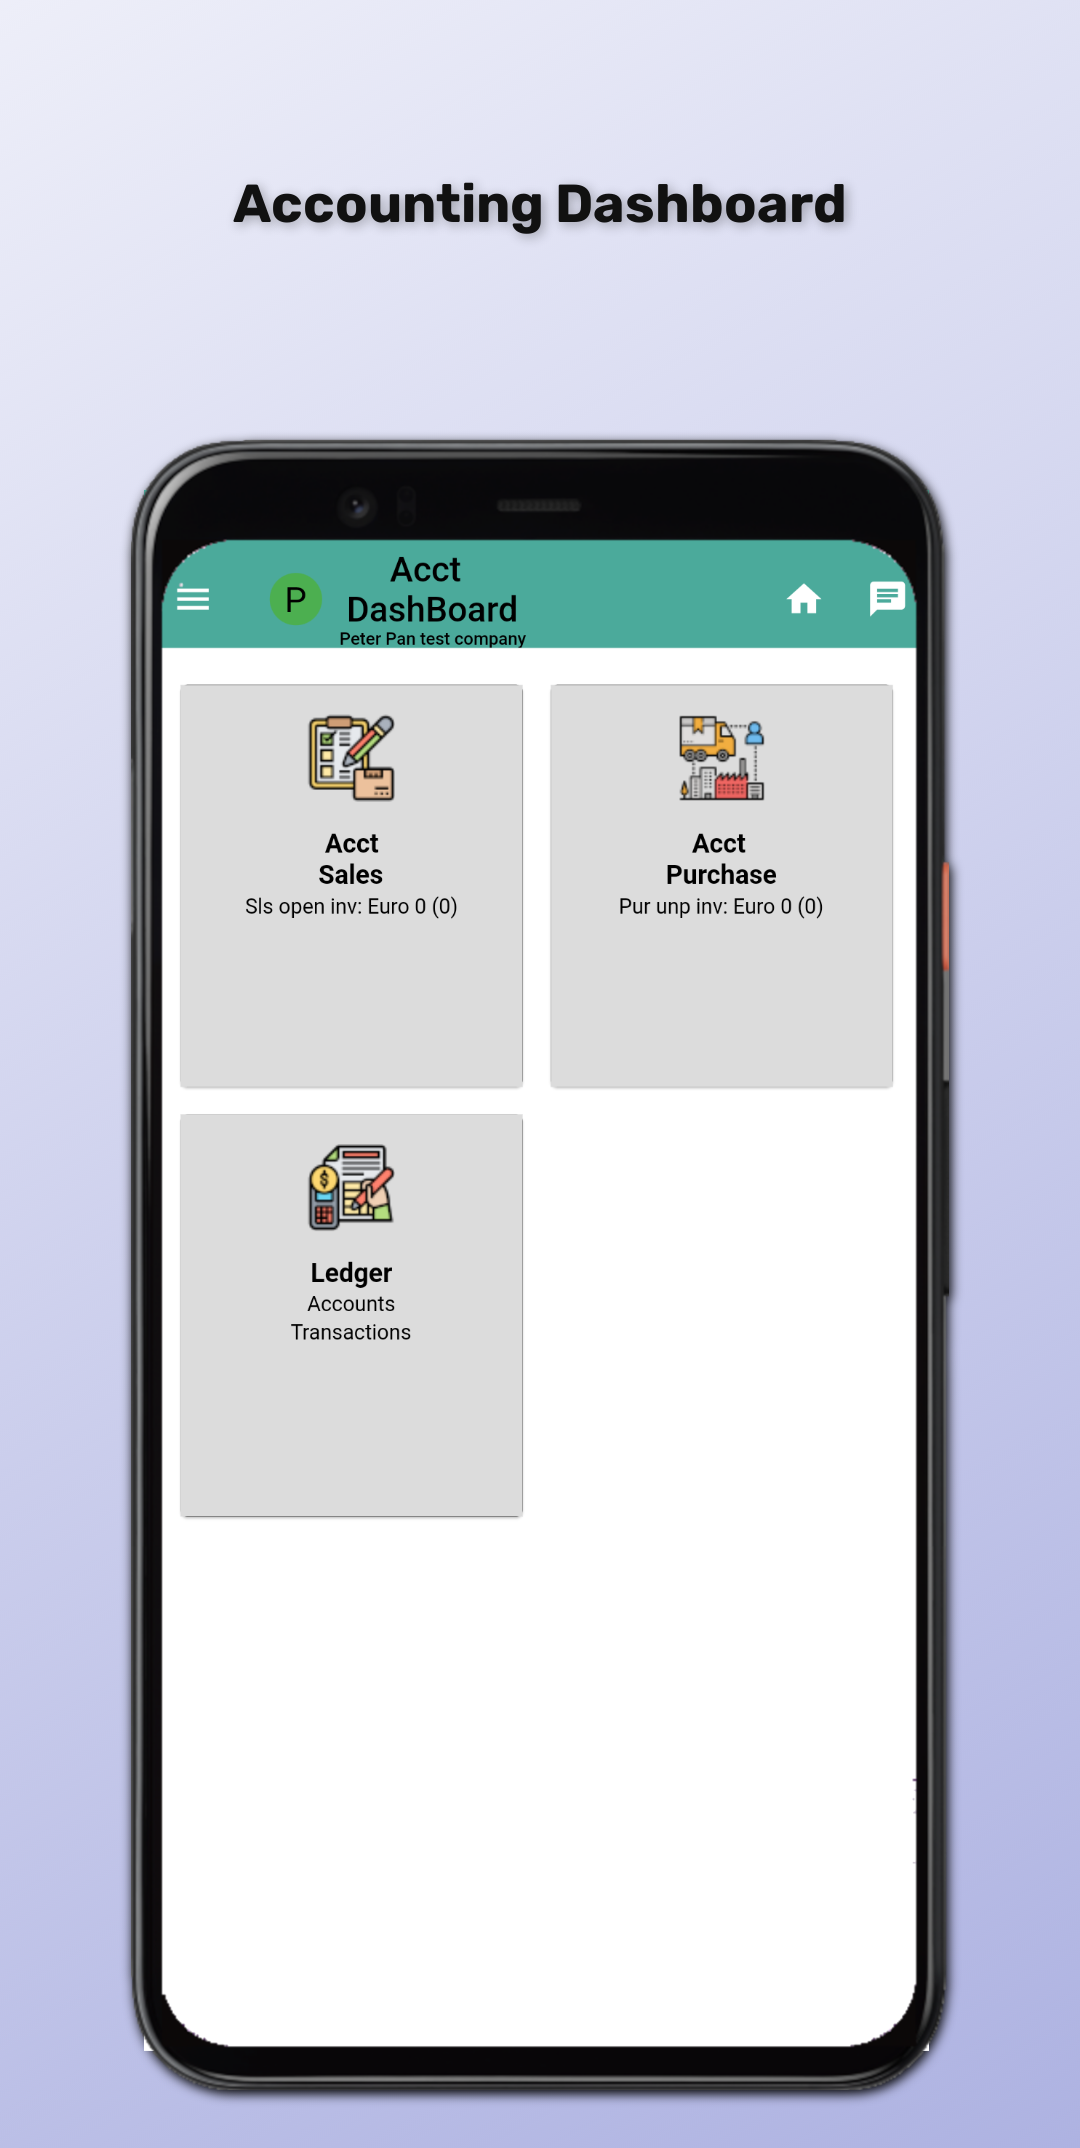 Accounting Dashboard
P
Acct
DashBoard
Peter Pan test company
Acct
Sales
Sls open inv: Euro 0 (0)
Acct
Purchase
Pur unp inv: Euro 0 (0)
$
Ledger
Accounts
Transactions